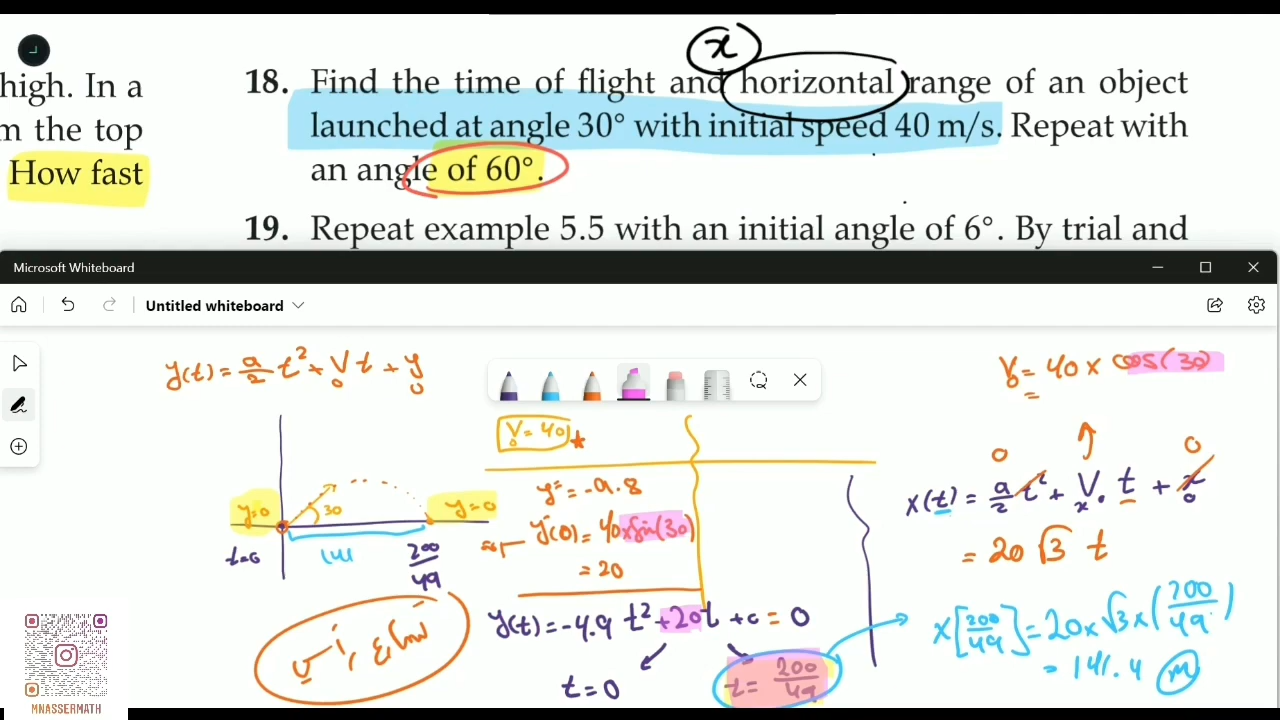 x
high. In a
m the top
How fast
18. Find the time of flight and horizontal range of an object
launched at angle 30° with initial speed 40 m/s. Repeat with
an angle of 60°.
19. Repeat example 5.5 with an initial angle of 6°. By trial and
Microsoft Whiteboard
Untitled whiteboard
y(t) = a/2 t² + V₀ t + y₀
y=0
30
y=0
t=0
141
200/49
V₀ = 40
y'' = -9.8
y'(0) = 40 x sin(30)
= 20
y(t) = -4.9 t² + 20t + 0 = 0
t = 0
t = 200/49
V₀ = 40 x cos(30)
0
0
x(t) = a/2 t² + Vₓ₀ t + x₀
= 20 √3 t
x[200/49] = 20 x √3 x (200/49)
= 141.4 m
MNASSERMATH